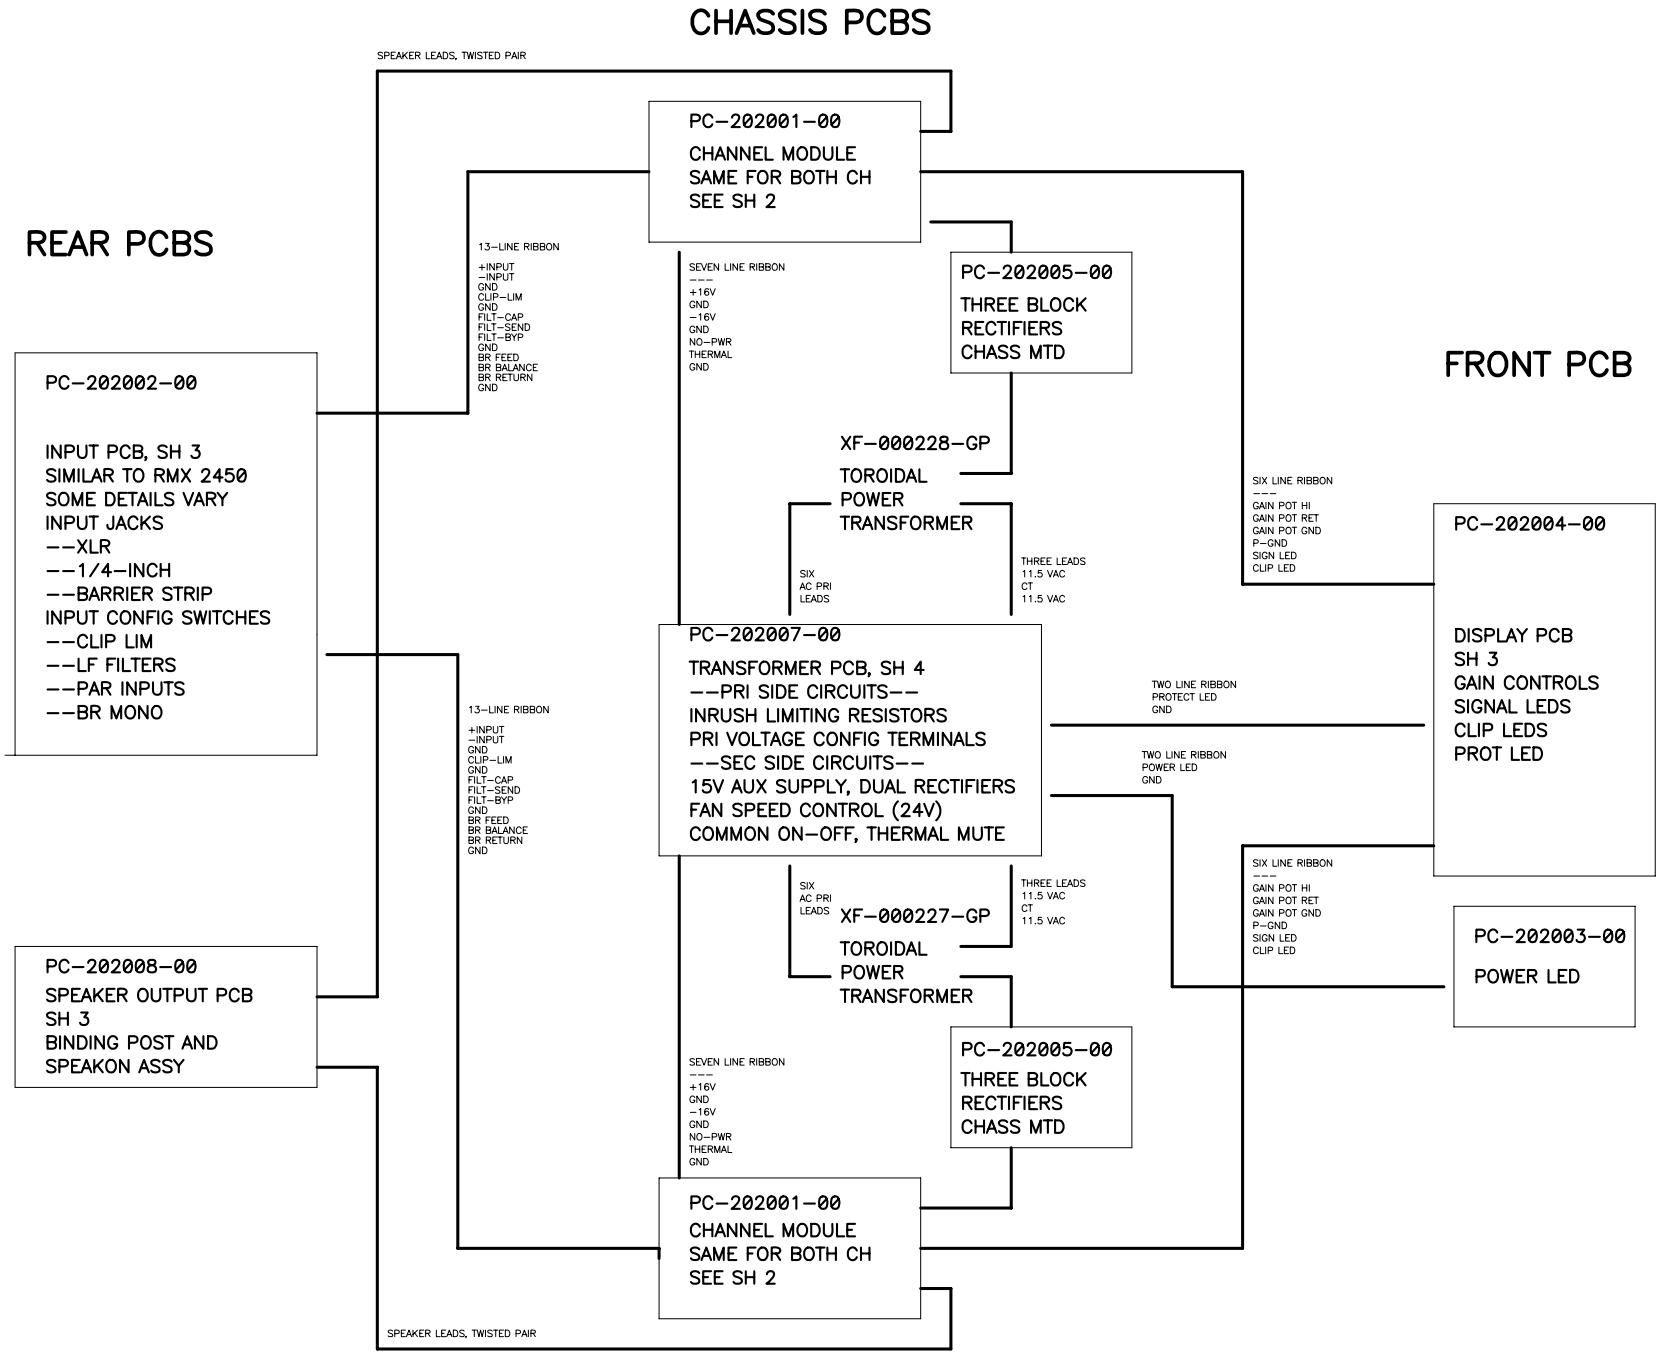 CHASSIS PCBS
SPEAKER LEADS, TWISTED PAIR
PC-202001-00
CHANNEL MODULE
SAME FOR BOTH CH
SEE SH 2
REAR PCBS
13-LINE RIBBON
+INPUT
-INPUT
GND
CLIP-LIM
GND
FILT-CAP
FILT-SEND
FILT-BYP
GND
BR FEED
BR BALANCE
BR RETURN
GND
SEVEN LINE RIBBON
---
+16V
GND
-16V
GND
NO-PWR
THERMAL
GND
PC-202005-00
THREE BLOCK
RECTIFIERS
CHASS MTD
FRONT PCB
PC-202002-00
INPUT PCB, SH 3
SIMILAR TO RMX 2450
SOME DETAILS VARY
INPUT JACKS
--XLR
--1/4-INCH
--BARRIER STRIP
INPUT CONFIG SWITCHES
--CLIP LIM
--LF FILTERS
--PAR INPUTS
--BR MONO
XF-000228-GP
TOROIDAL
POWER
TRANSFORMER
SIX
AC PRI
LEADS
THREE LEADS
11.5 VAC
CT
11.5 VAC
SIX LINE RIBBON
---
GAIN POT HI
GAIN POT RET
GAIN POT GND
P-GND
SIGN LED
CLIP LED
PC-202004-00
DISPLAY PCB
SH 3
GAIN CONTROLS
SIGNAL LEDS
CLIP LEDS
PROT LED
PC-202007-00
TRANSFORMER PCB, SH 4
--PRI SIDE CIRCUITS--
INRUSH LIMITING RESISTORS
PRI VOLTAGE CONFIG TERMINALS
--SEC SIDE CIRCUITS--
15V AUX SUPPLY, DUAL RECTIFIERS
FAN SPEED CONTROL (24V)
COMMON ON-OFF, THERMAL MUTE
TWO LINE RIBBON
PROTECT LED
GND
TWO LINE RIBBON
POWER LED
GND
13-LINE RIBBON
+INPUT
-INPUT
GND
CLIP-LIM
GND
FILT-CAP
FILT-SEND
FILT-BYP
GND
BR FEED
BR BALANCE
BR RETURN
GND
SIX
AC PRI
LEADS
THREE LEADS
11.5 VAC
CT
11.5 VAC
XF-000227-GP
TOROIDAL
POWER
TRANSFORMER
SIX LINE RIBBON
---
GAIN POT HI
GAIN POT RET
GAIN POT GND
P-GND
SIGN LED
CLIP LED
PC-202003-00
POWER LED
PC-202008-00
SPEAKER OUTPUT PCB
SH 3
BINDING POST AND
SPEAKON ASSY
PC-202005-00
THREE BLOCK
RECTIFIERS
CHASS MTD
SEVEN LINE RIBBON
---
+16V
GND
-16V
GND
NO-PWR
THERMAL
GND
PC-202001-00
CHANNEL MODULE
SAME FOR BOTH CH
SEE SH 2
SPEAKER LEADS, TWISTED PAIR